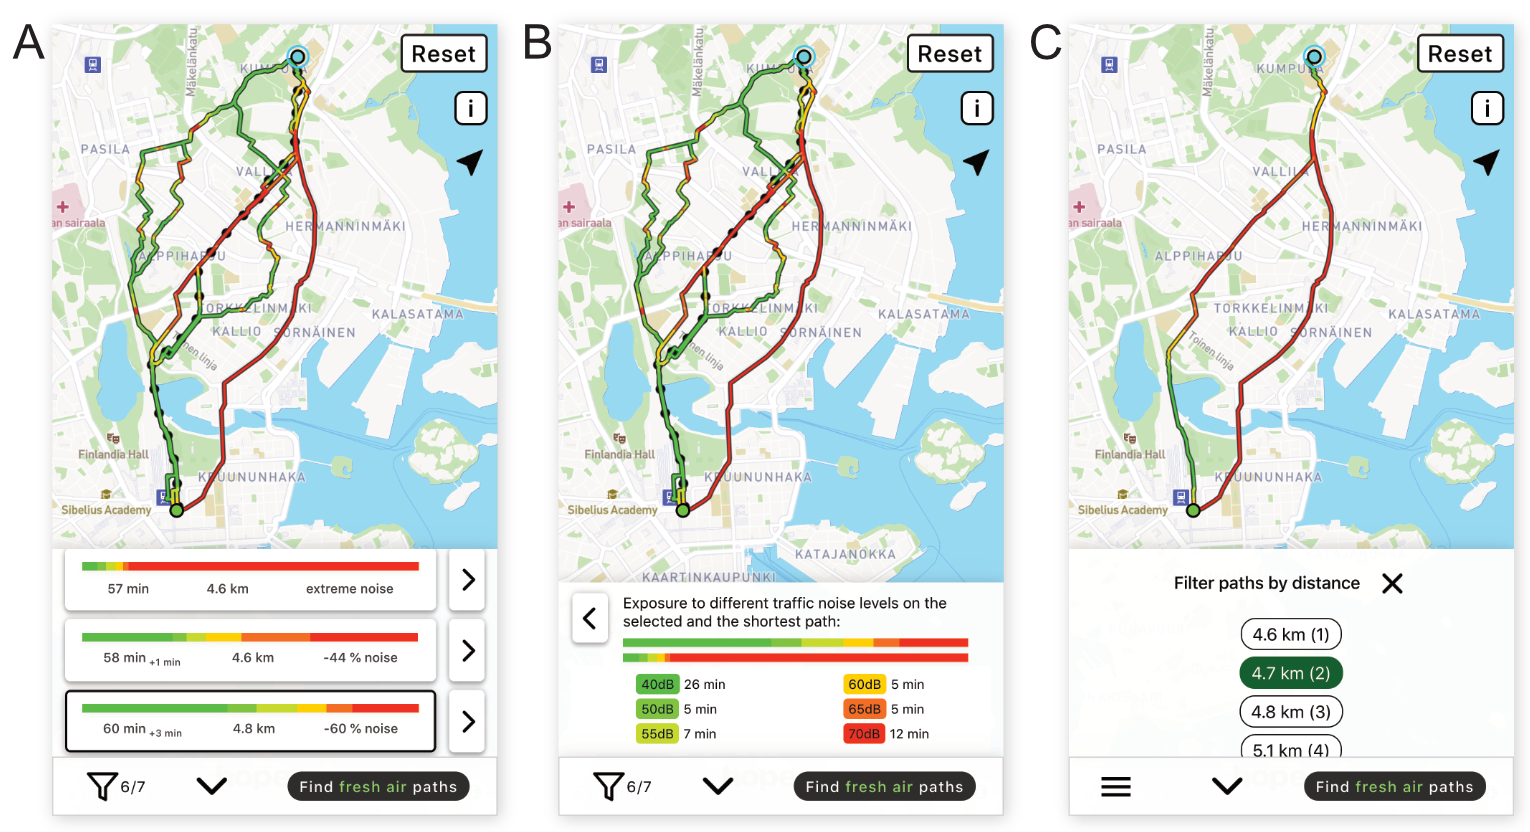 A
Reset
i
KUMPULA
Mäkelänkatu
PASILA
VALLILA
an sairaala
HERMANNINMÄKI
ALPPIHARJU
TORKKELINMÄKI
KALASATAMA
KALLIO SÖRNÄINEN
nen linja
Finlandia Hall
KRUUNUNHAKA
Sibelius Academy
57 min 4.6 km extreme noise
58 min +1 min 4.6 km -44 % noise
60 min +3 min 4.8 km -60 % noise
6/7
Find fresh air paths
B
Reset
i
KUMPULA
Mäkelänkatu
PASILA
VALLILA
an sairaala
HERMANNINMÄKI
ALPPIHARJU
TORKKELINMÄKI
KALASATAMA
KALLIO SÖRNÄINEN
nen linja
Finlandia Hall
KRUUNUNHAKA
Sibelius Academy
KATAJANOKKA
KAARTINKAUPUNKI
Exposure to different traffic noise levels on the
selected and the shortest path:
40dB 26 min 60dB 5 min
50dB 5 min 65dB 5 min
55dB 7 min 70dB 12 min
6/7
Find fresh air paths
C
Reset
i
KUMPULA
Mäkelänkatu
PASILA
VALLILA
an sairaala
HERMANNINMÄKI
ALPPIHARJU
TORKKELINMÄKI
KALASATAMA
KALLIO SÖRNÄINEN
Toinen linja
Finlandia Hall
KRUUNUNHAKA
Sibelius Academy
Filter paths by distance
4.6 km (1)
4.7 km (2)
4.8 km (3)
5.1 km (4)
Find fresh air paths